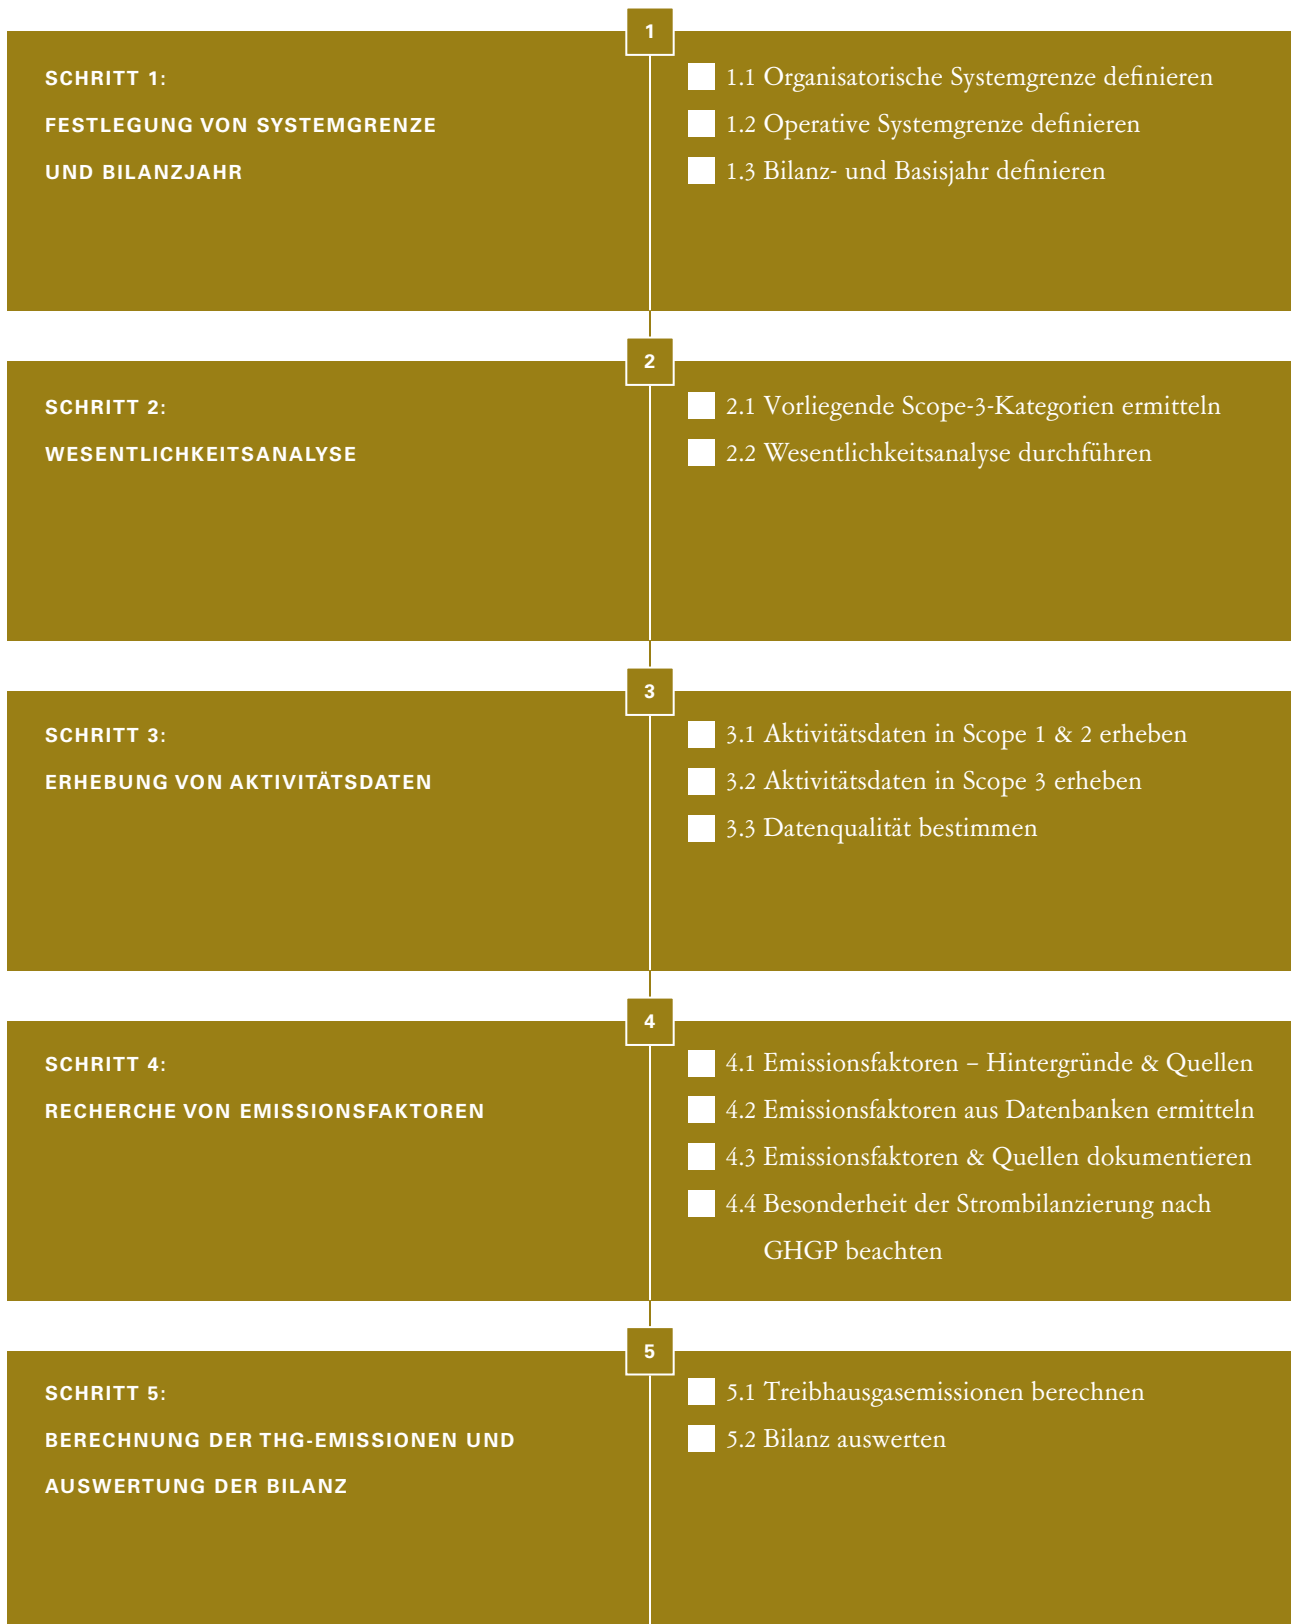 1
SCHRITT 1:
FESTLEGUNG VON SYSTEMGRENZE
UND BILANZJAHR
1.1 Organisatorische Systemgrenze definieren
1.2 Operative Systemgrenze definieren
1.3 Bilanz- und Basisjahr definieren
2
SCHRITT 2:
WESENTLICHKEITSANALYSE
2.1 Vorliegende Scope-3-Kategorien ermitteln
2.2 Wesentlichkeitsanalyse durchführen
3
SCHRITT 3:
ERHEBUNG VON AKTIVITÄTSDATEN
3.1 Aktivitätsdaten in Scope 1 & 2 erheben
3.2 Aktivitätsdaten in Scope 3 erheben
3.3 Datenqualität bestimmen
4
SCHRITT 4:
RECHERCHE VON EMISSIONSFAKTOREN
4.1 Emissionsfaktoren – Hintergründe & Quellen
4.2 Emissionsfaktoren aus Datenbanken ermitteln
4.3 Emissionsfaktoren & Quellen dokumentieren
4.4 Besonderheit der Strombilanzierung nach
GHGP beachten
5
SCHRITT 5:
BERECHNUNG DER THG-EMISSIONEN UND
AUSWERTUNG DER BILANZ
5.1 Treibhausgasemissionen berechnen
5.2 Bilanz auswerten